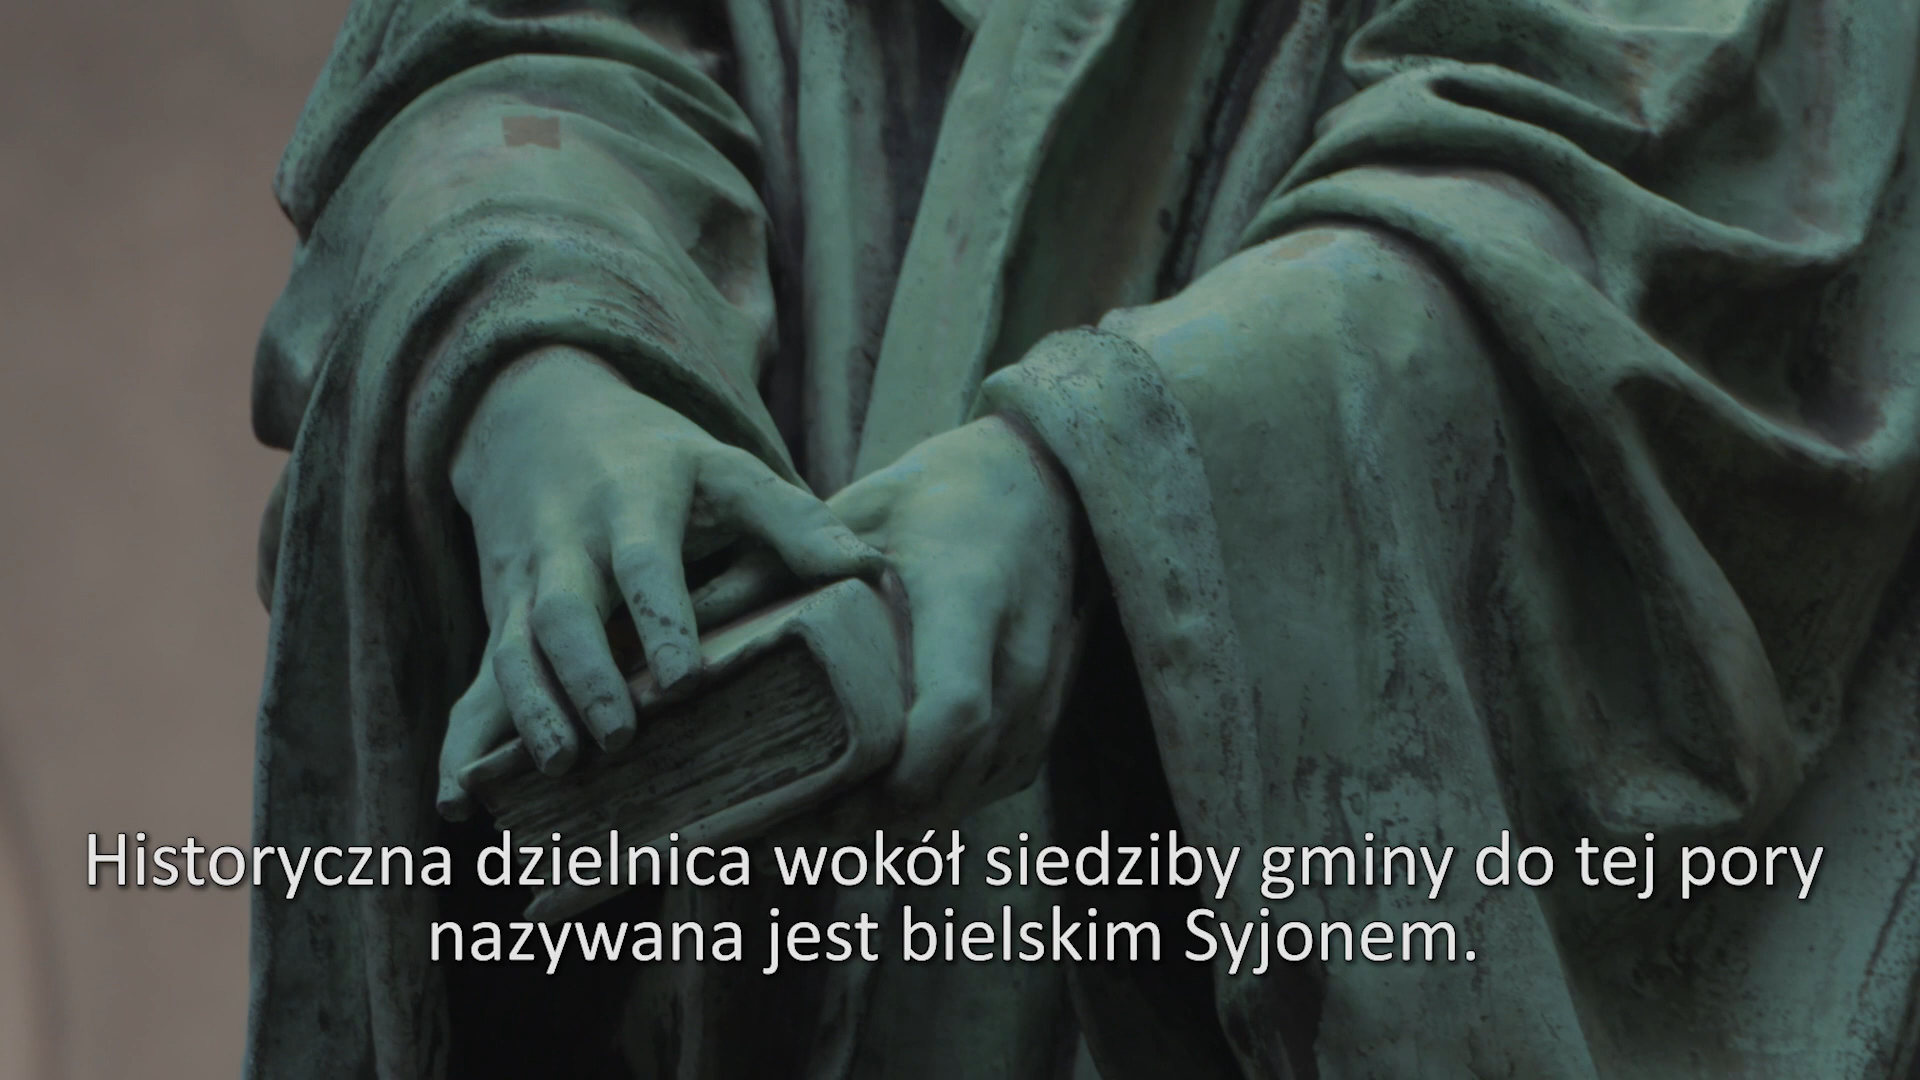 Historyczna dzielnica wokół siedziby gminy do tej pory
nazywana jest bielskim Syjonem.